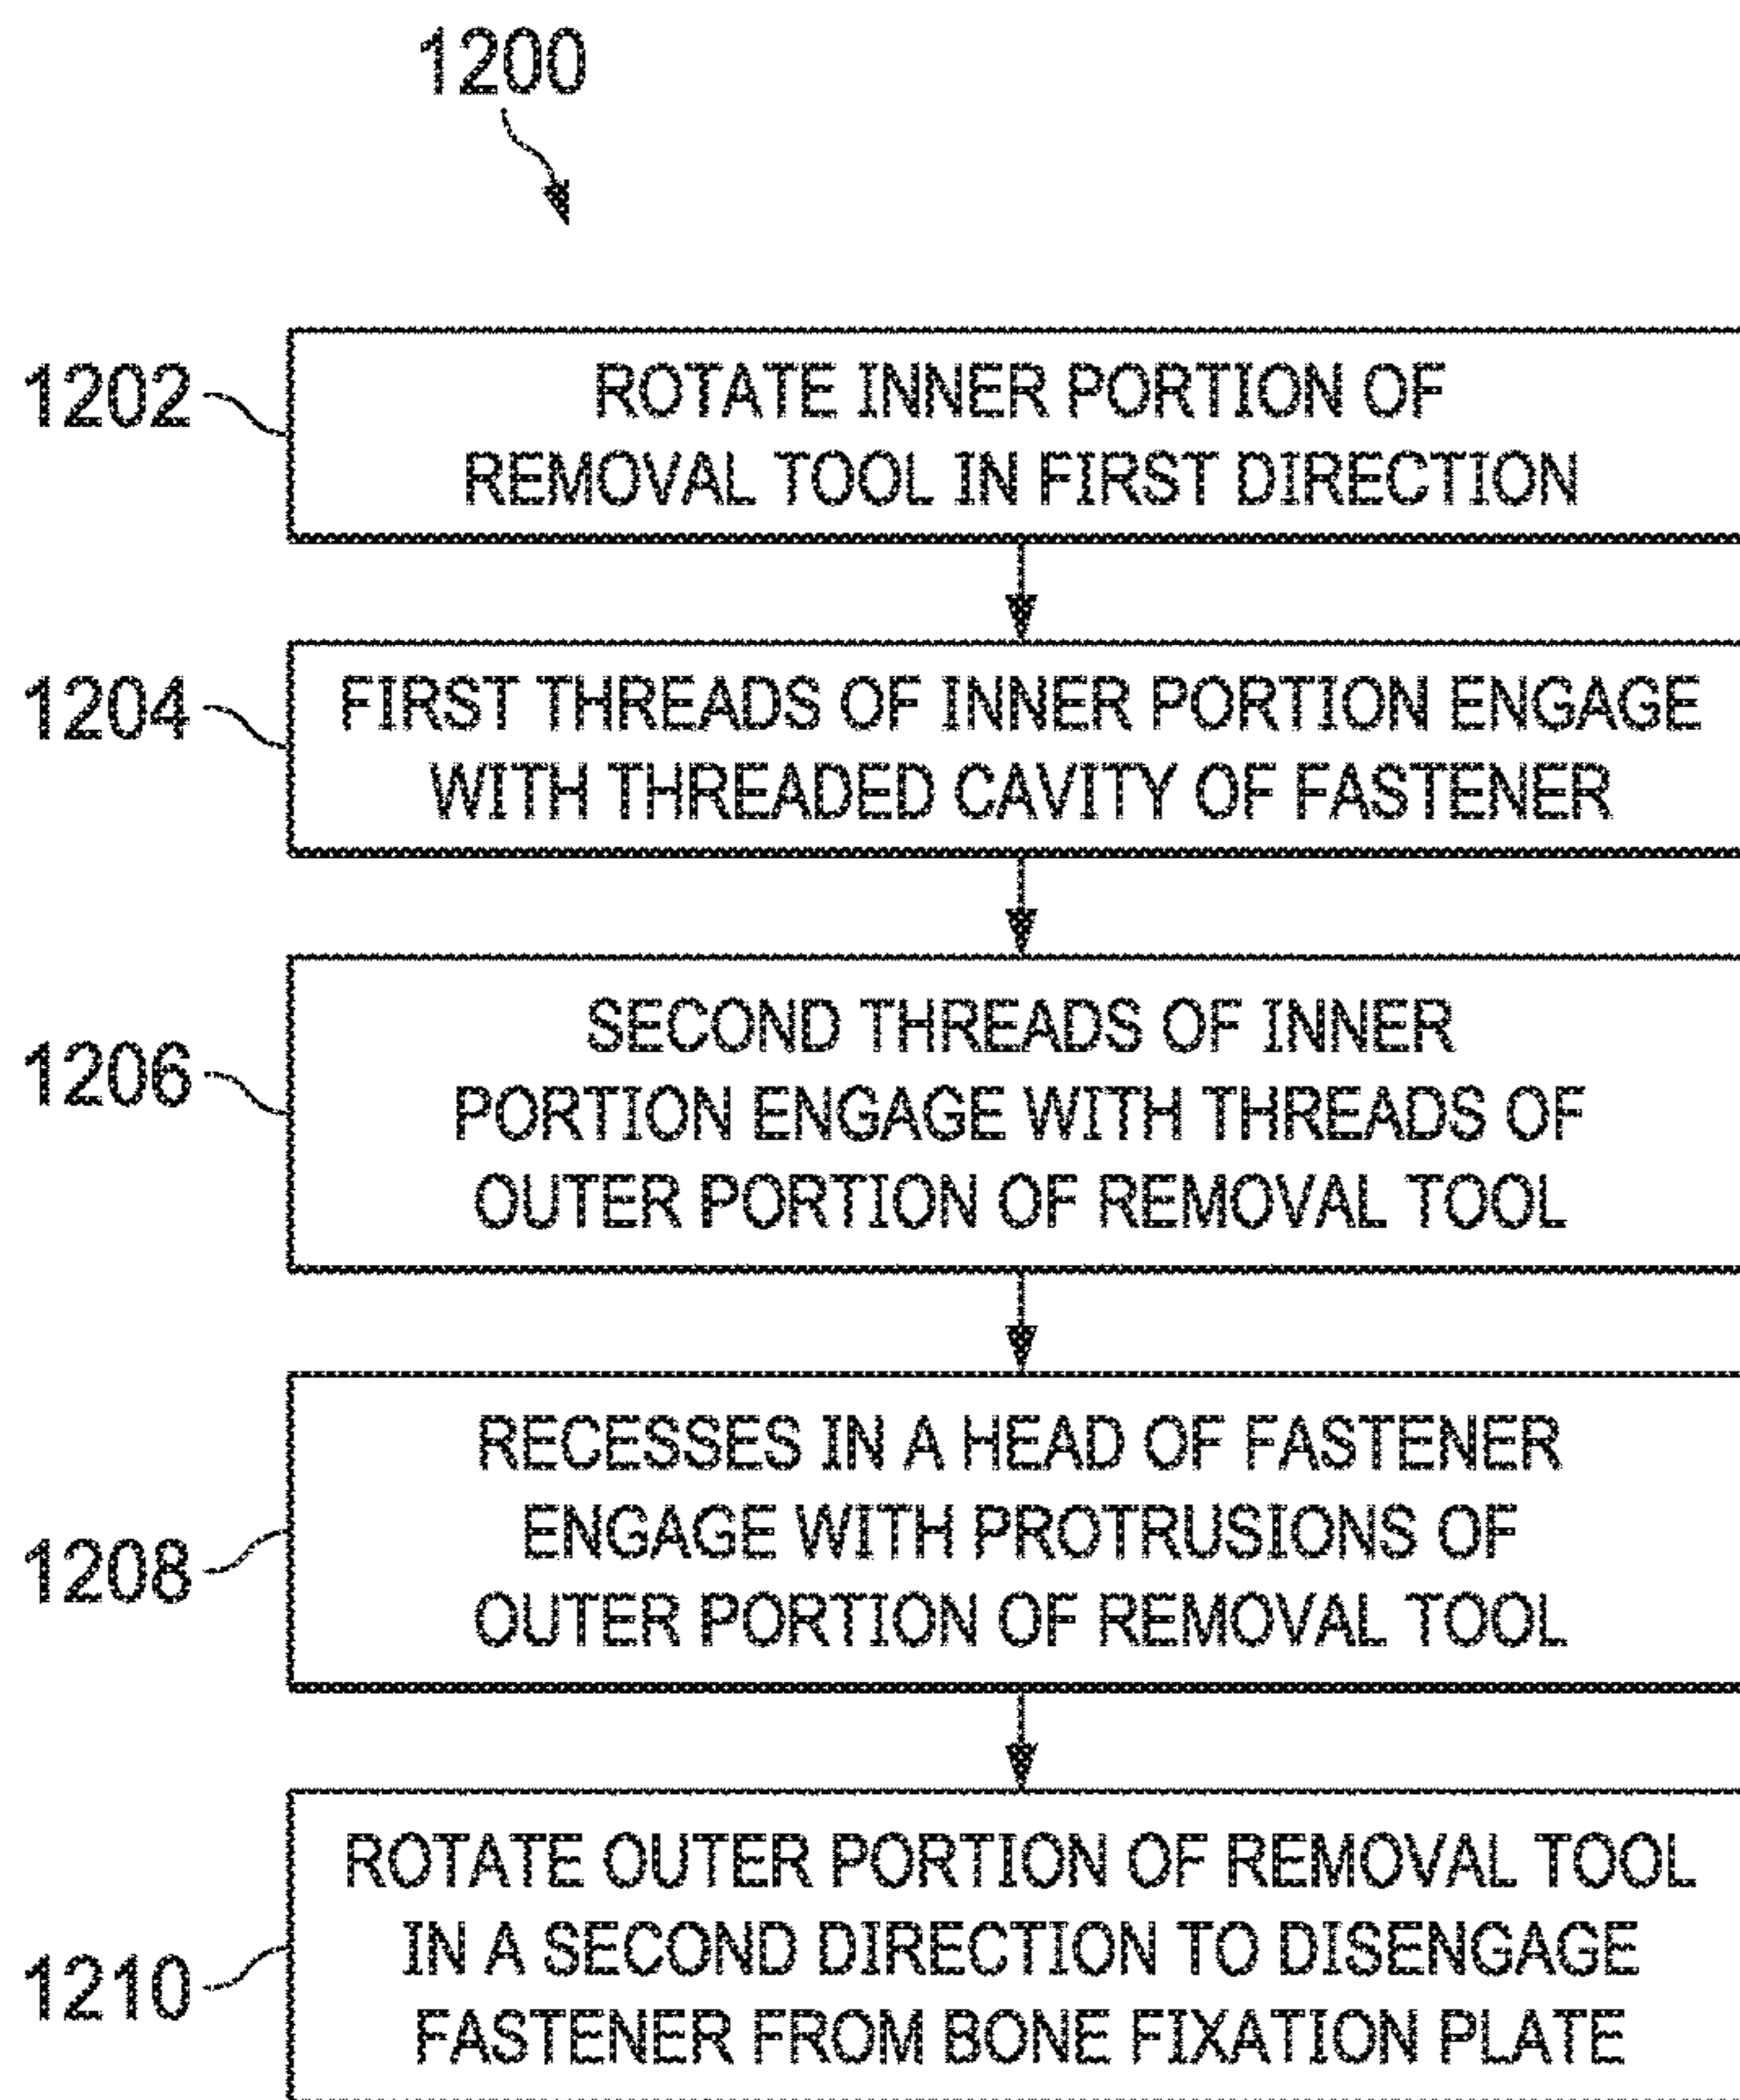 1200
1202
ROTATE INNER PORTION OF
REMOVAL TOOL IN FIRST DIRECTION
1204
FIRST THREADS OF INNER PORTION ENGAGE
WITH THREADED CAVITY OF FASTENER
1206
SECOND THREADS OF INNER
PORTION ENGAGE WITH THREADS OF
OUTER PORTION OF REMOVAL TOOL
1208
RECESSES IN A HEAD OF FASTENER
ENGAGE WITH PROTRUSIONS OF
OUTER PORTION OF REMOVAL TOOL
1210
ROTATE OUTER PORTION OF REMOVAL TOOL
IN A SECOND DIRECTION TO DISENGAGE
FASTENER FROM BONE FIXATION PLATE